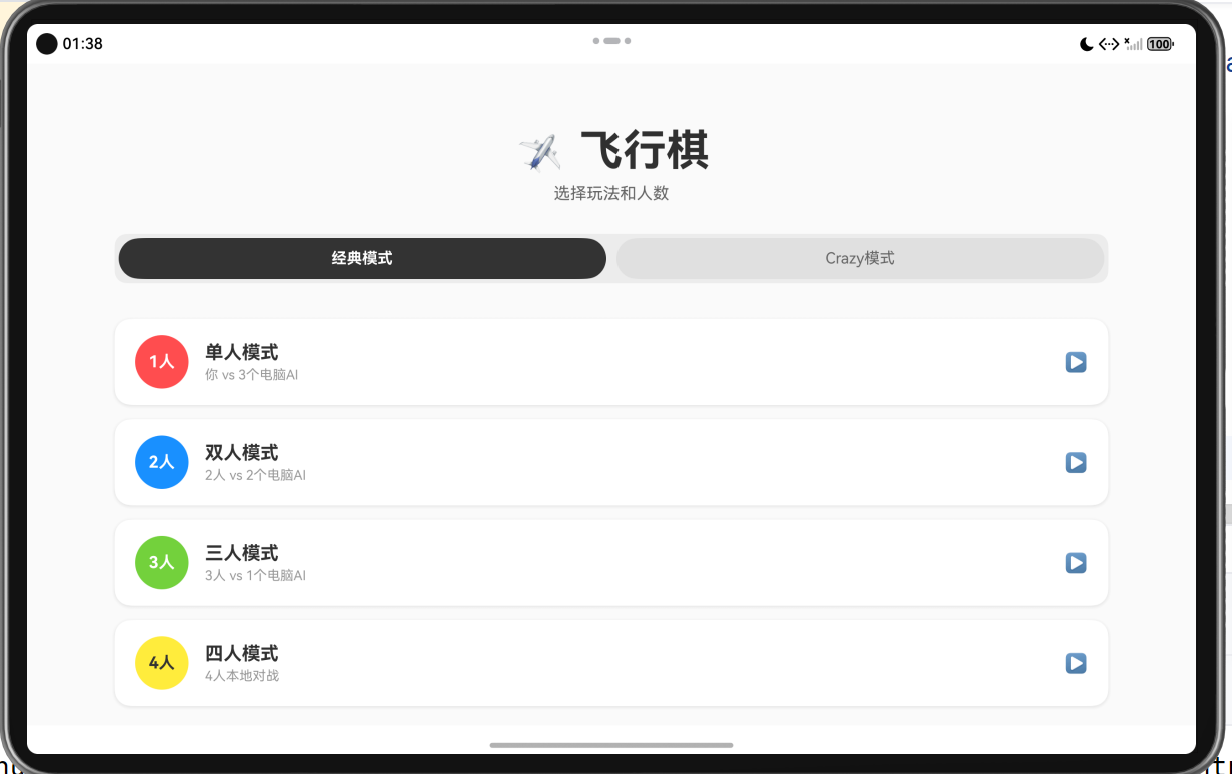 01:38
100
飞行棋
选择玩法和人数
经典模式
Crazy模式
1人
单人模式
你 vs 3个电脑AI
2人
双人模式
2人 vs 2个电脑AI
3人
三人模式
3人 vs 1个电脑AI
4人
四人模式
4人本地对战